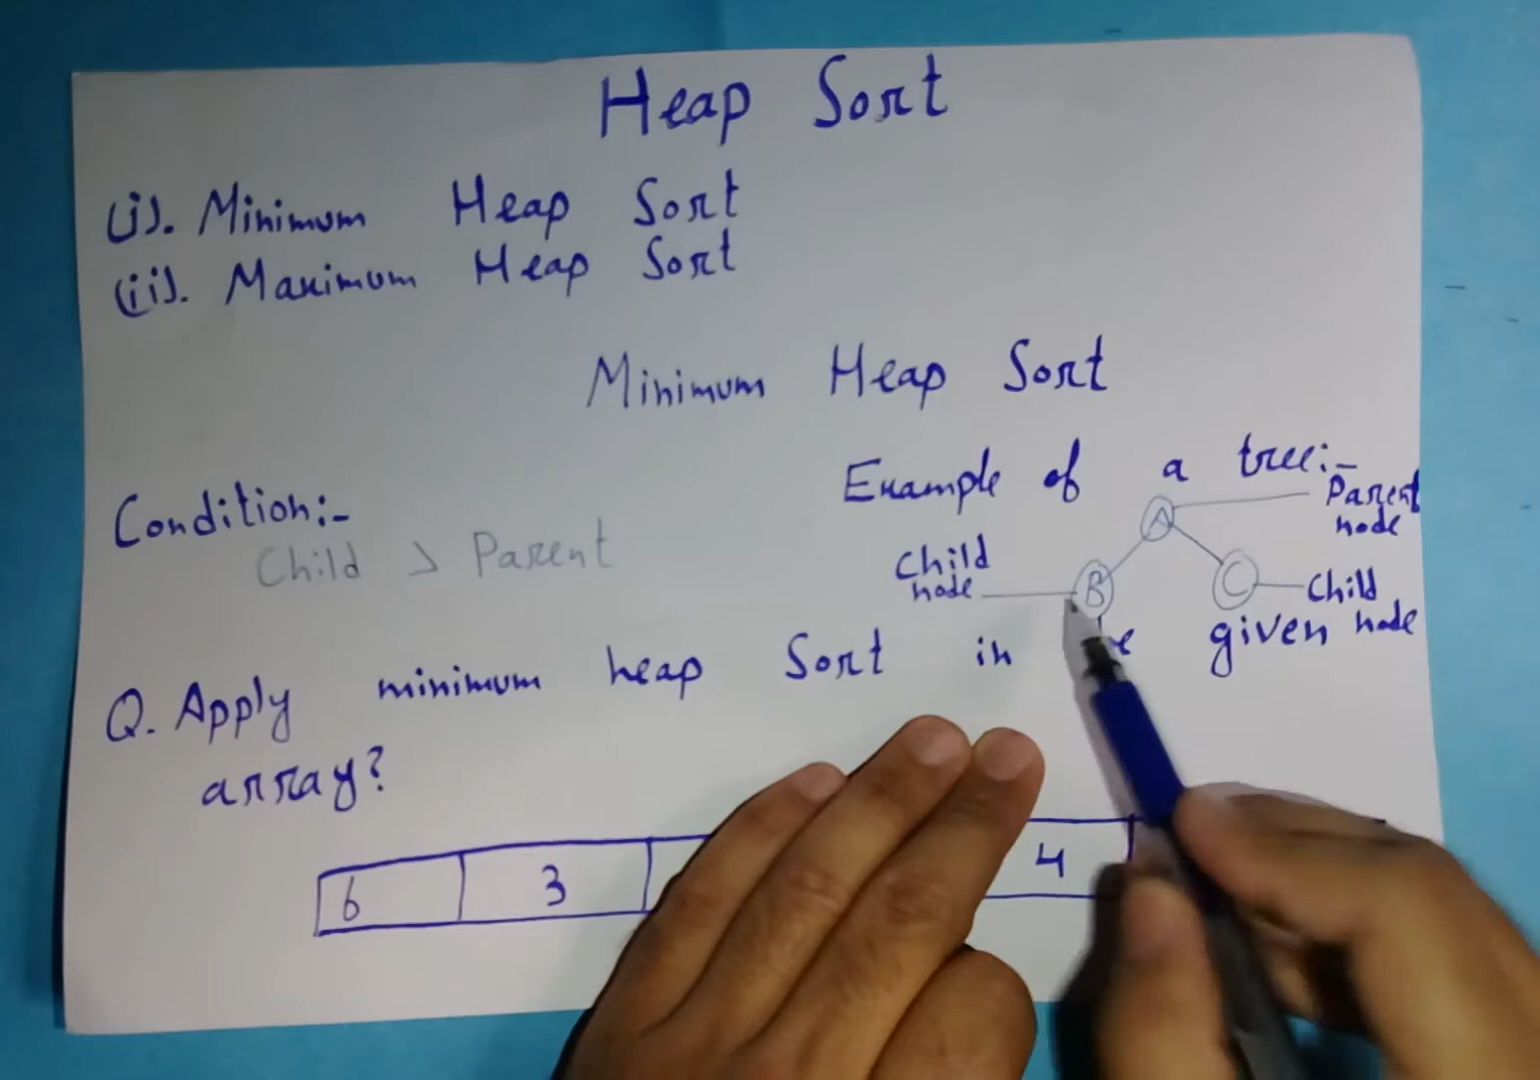 Heap Sort
(i). Minimum Heap Sort
(ii). Maximum Heap Sort
Minimum Heap Sort
Condition:-
Child > Parent
Example of a tree:-
A
Parent node
Child node
B
C
Child node
Q. Apply minimum heap Sort in given
array?
6 3 4